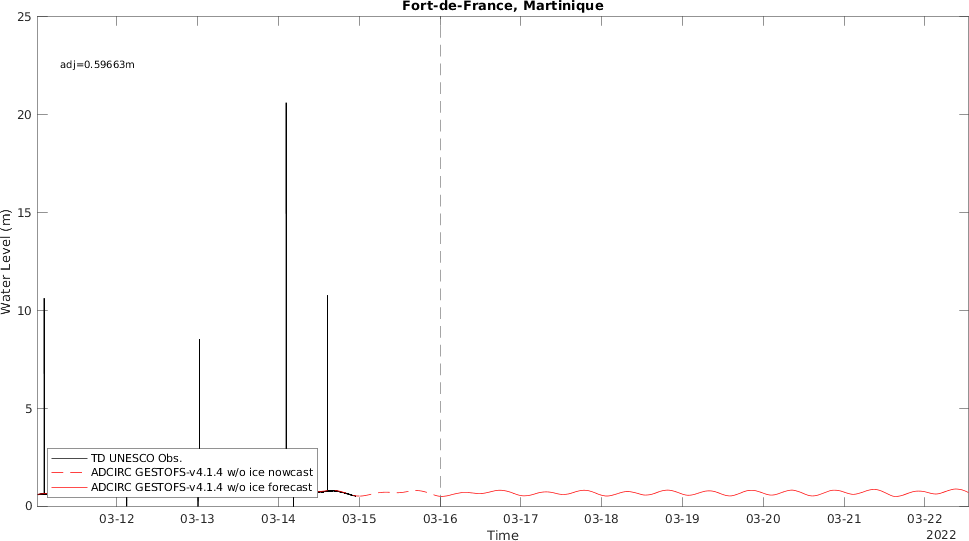 Fort-de-France, Martinique
25
adj=0.59663m
20
15
10
5
0
Water Level (m)
TD UNESCO Obs.
ADCIRC GESTOFS-v4.1.4 w/o ice nowcast
ADCIRC GESTOFS-v4.1.4 w/o ice forecast
03-12 03-13 03-14 03-15 03-16 03-17 03-18 03-19 03-20 03-21 03-22
Time
2022